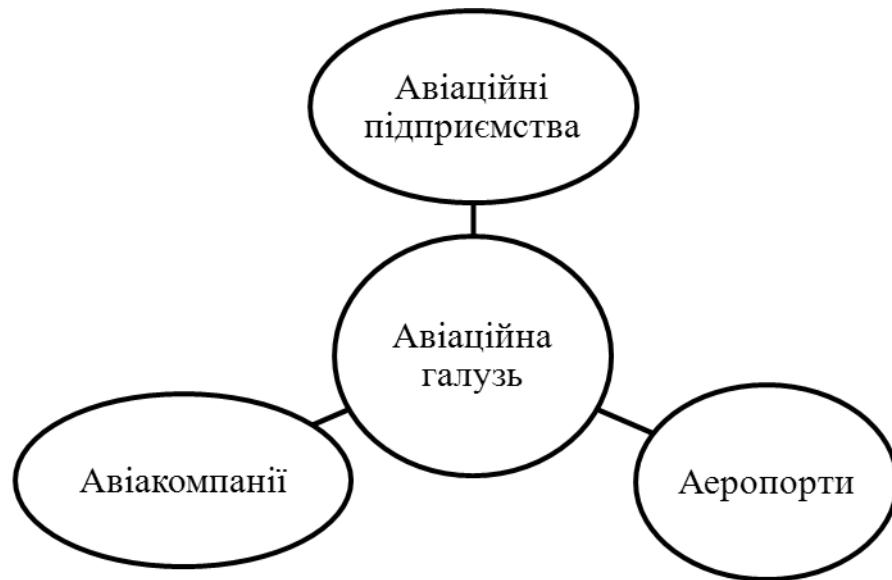 Авіаційні
підприємства
Авіаційна
галузь
Авіакомпанії
Аеропорти